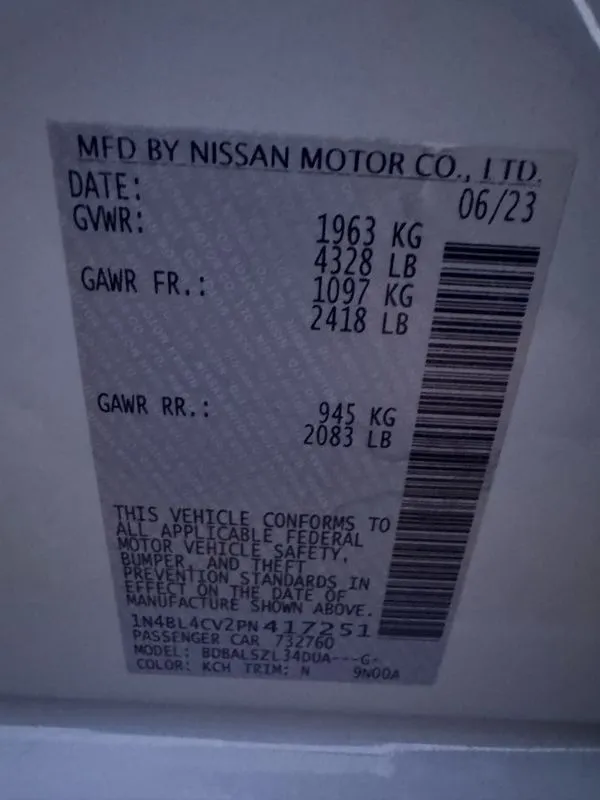 MFD BY NISSAN MOTOR CO., LTD.
DATE: 06/23
GVWR: 1963 KG
4328 LB
GAWR FR.: 1097 KG
2418 LB
GAWR RR.: 945 KG
2083 LB
THIS VEHICLE CONFORMS TO
ALL APPLICABLE FEDERAL
MOTOR VEHICLE SAFETY,
BUMPER, AND THEFT
PREVENTION STANDARDS IN
EFFECT ON THE DATE OF
MANUFACTURE SHOWN ABOVE.
1N4BL4CV2PN417251
PASSENGER CAR 732760
MODEL: BDBALSZL34DUA---G-
COLOR: KCH TRIM: N 9N00A